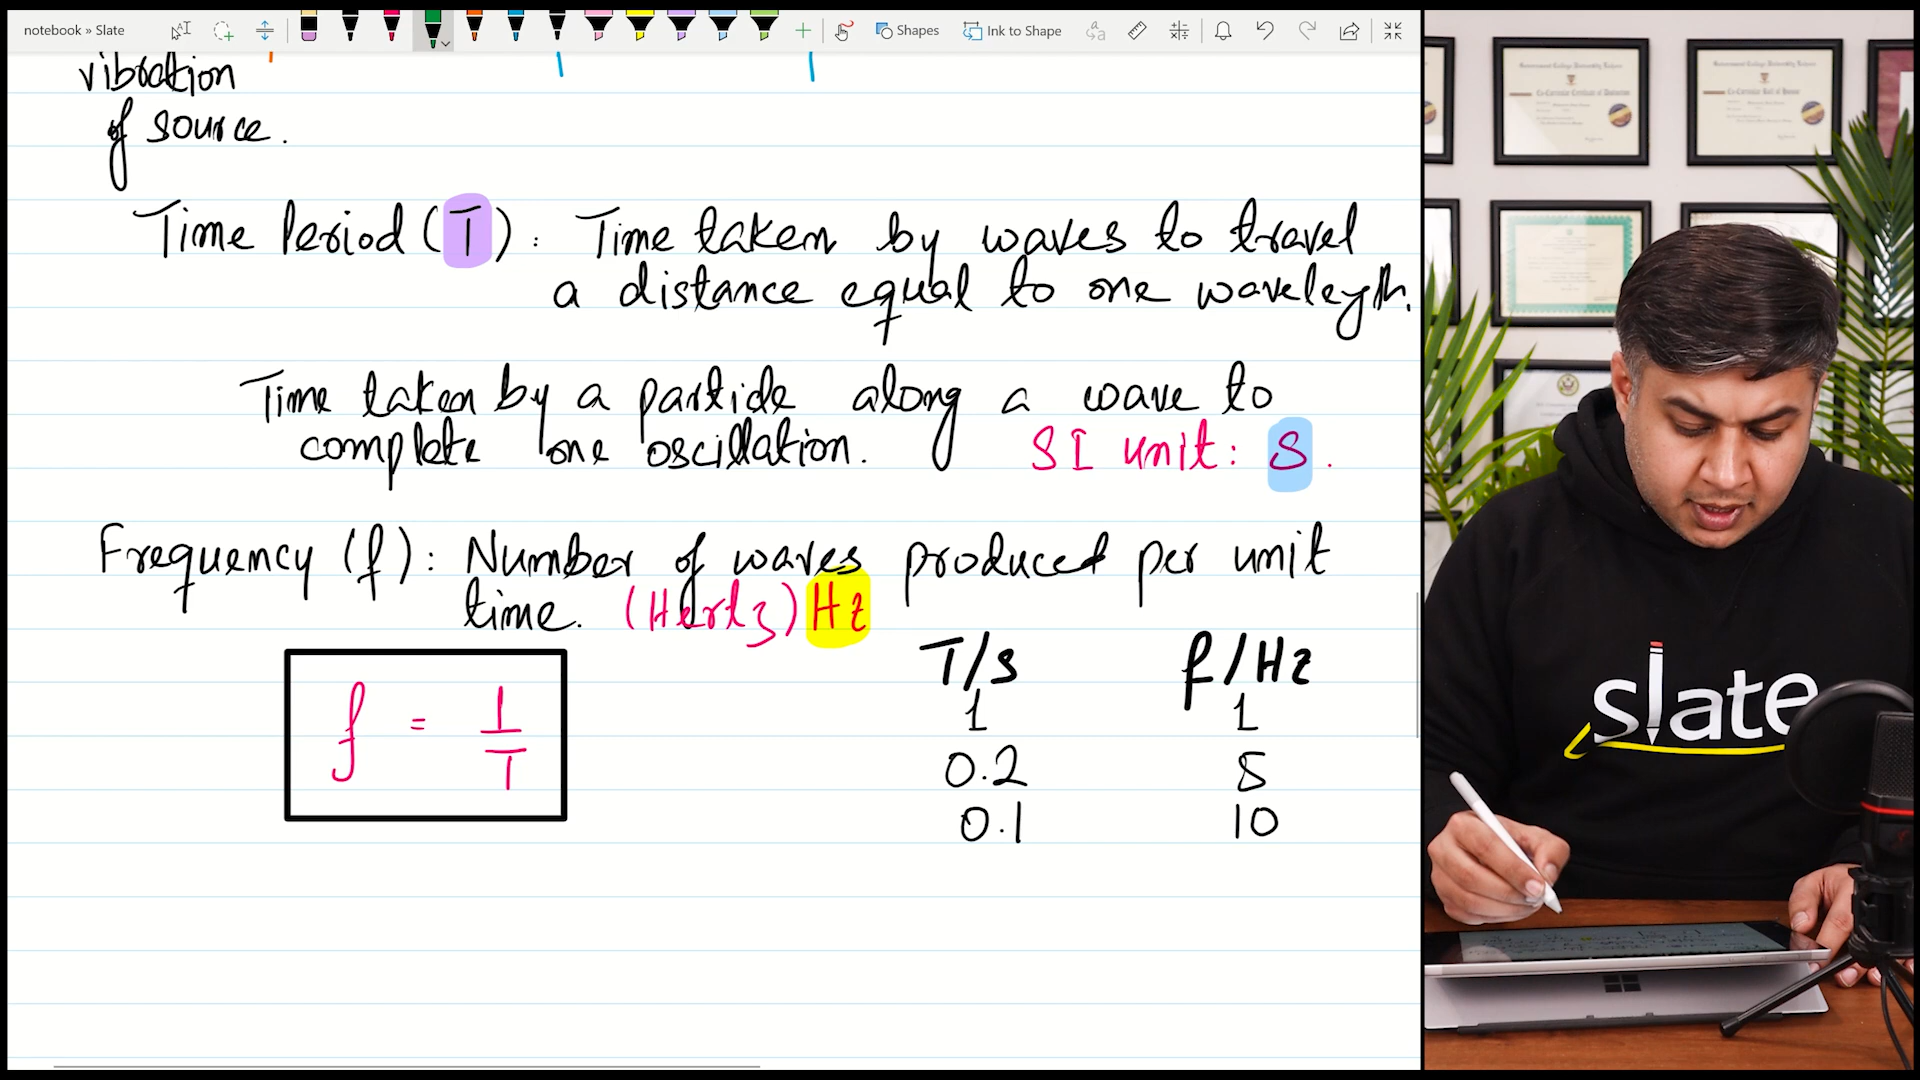 notebook » Slate
Shapes
Ink to Shape
vibration
of source.
Time Period (T): Time taken by waves to travel
a distance equal to one wavelength.
Time taken by a particle along a wave to
complete one oscillation. SI unit: S.
Frequency (f): Number of waves produced per unit
time. (Hertz) Hz
T/s f/Hz
f = 1/T
1 1
0.2 5
0.1 10
slate